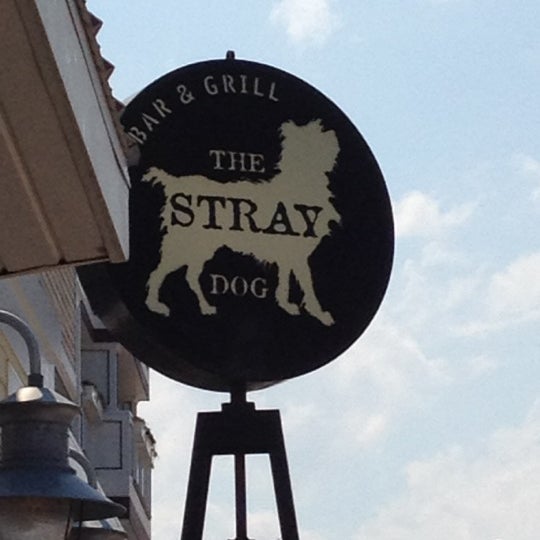 BAR & GRILL
THE
STRAY
DOG